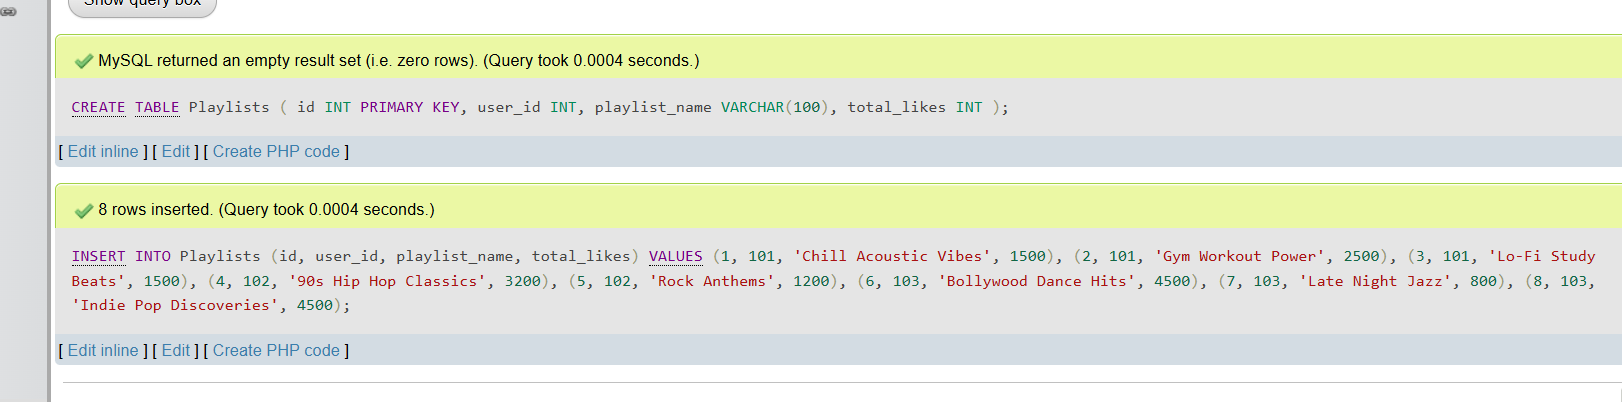 Show query box
MySQL returned an empty result set (i.e. zero rows). (Query took 0.0004 seconds.)
CREATE TABLE Playlists ( id INT PRIMARY KEY, user_id INT, playlist_name VARCHAR(100), total_likes INT );
[ Edit inline ] [ Edit ] [ Create PHP code ]
8 rows inserted. (Query took 0.0004 seconds.)
INSERT INTO Playlists (id, user_id, playlist_name, total_likes) VALUES (1, 101, 'Chill Acoustic Vibes', 1500), (2, 101, 'Gym Workout Power', 2500), (3, 101, 'Lo-Fi Study
Beats', 1500), (4, 102, '90s Hip Hop Classics', 3200), (5, 102, 'Rock Anthems', 1200), (6, 103, 'Bollywood Dance Hits', 4500), (7, 103, 'Late Night Jazz', 800), (8, 103,
'Indie Pop Discoveries', 4500);
[ Edit inline ] [ Edit ] [ Create PHP code ]